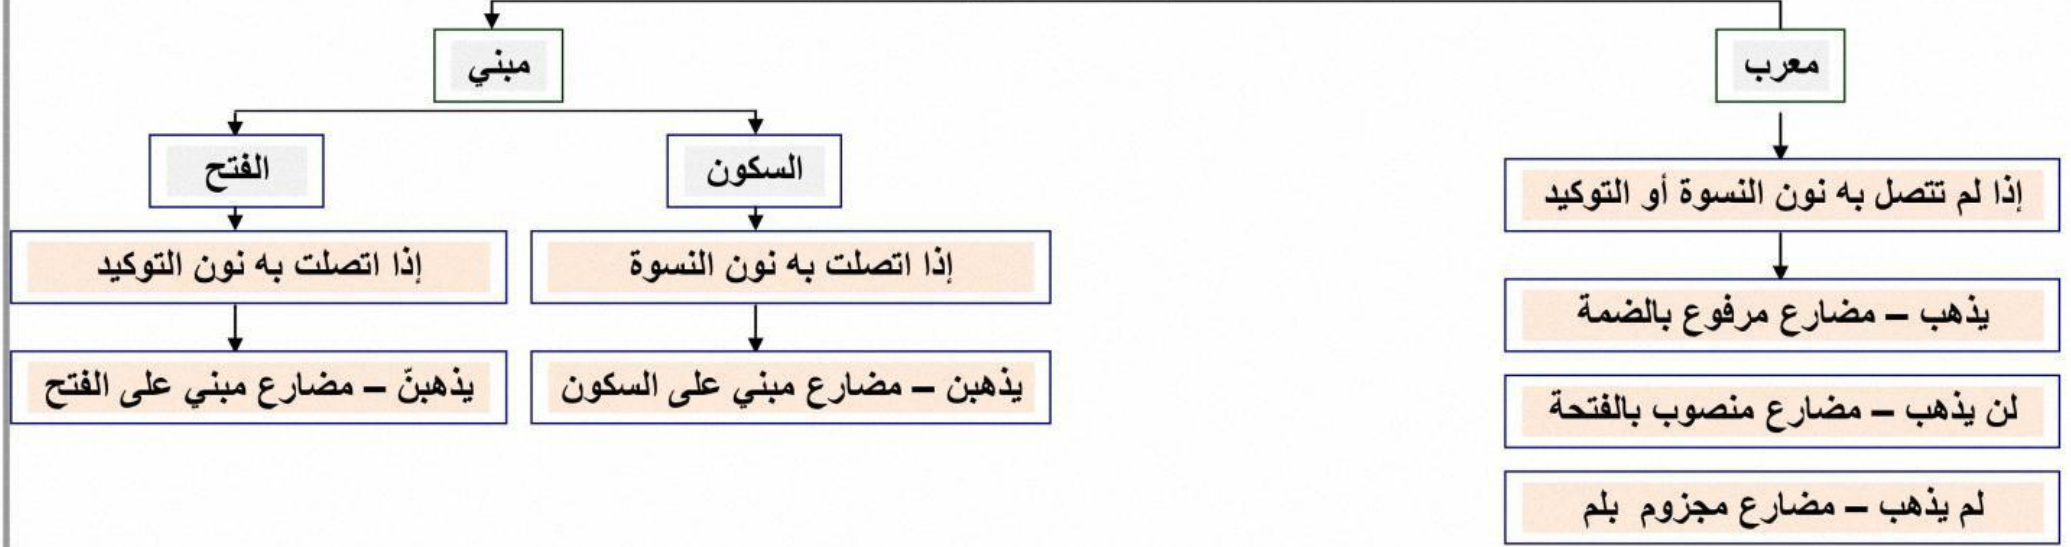 معرب
مبني
السكون
الفتح
إذا لم تتصل به نون النسوة أو التوكيد
إذا اتصلت به نون النسوة
إذا اتصلت به نون التوكيد
يذهب – مضارع مرفوع بالضمة
يذهبن – مضارع مبني على السكون
يذهبنّ – مضارع مبني على الفتح
لن يذهب – مضارع منصوب بالفتحة
لم يذهب – مضارع مجزوم بلم